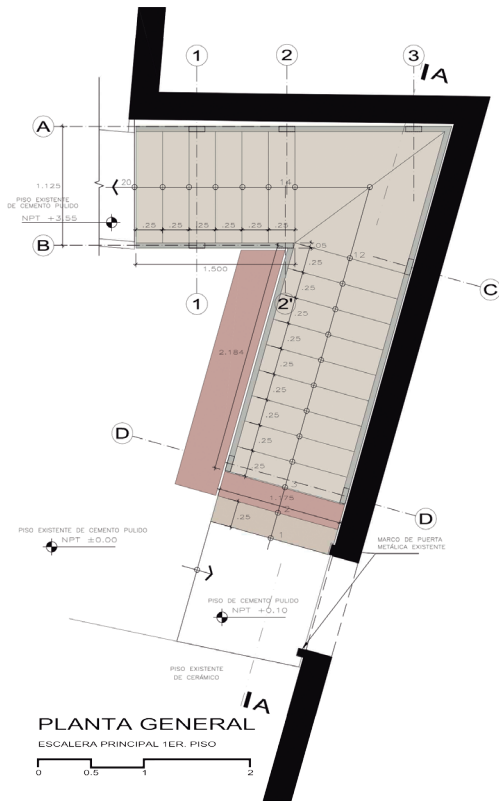 1
2
3
A
A
20
14
1.125
PISO EXISTENTE
DE CEMENTO PULIDO
NPT +3.55
.25
.25
.25
.25
.25
.25
B
.05
1.500
.25
12
.25
C
1
2'
.25
.25
2.184
.25
.25
.25
.25
D
.25
3
1.175
2
D
.25
PISO EXISTENTE DE CEMENTO PULIDO
NPT ±0.00
1
MARCO DE PUERTA
METÁLICA EXISTENTE
PISO DE CEMENTO PULIDO
NPT +0.10
PISO EXISTENTE
DE CERÁMICO
A
PLANTA GENERAL
ESCALERA PRINCIPAL 1ER. PISO
0 0.5 1 2